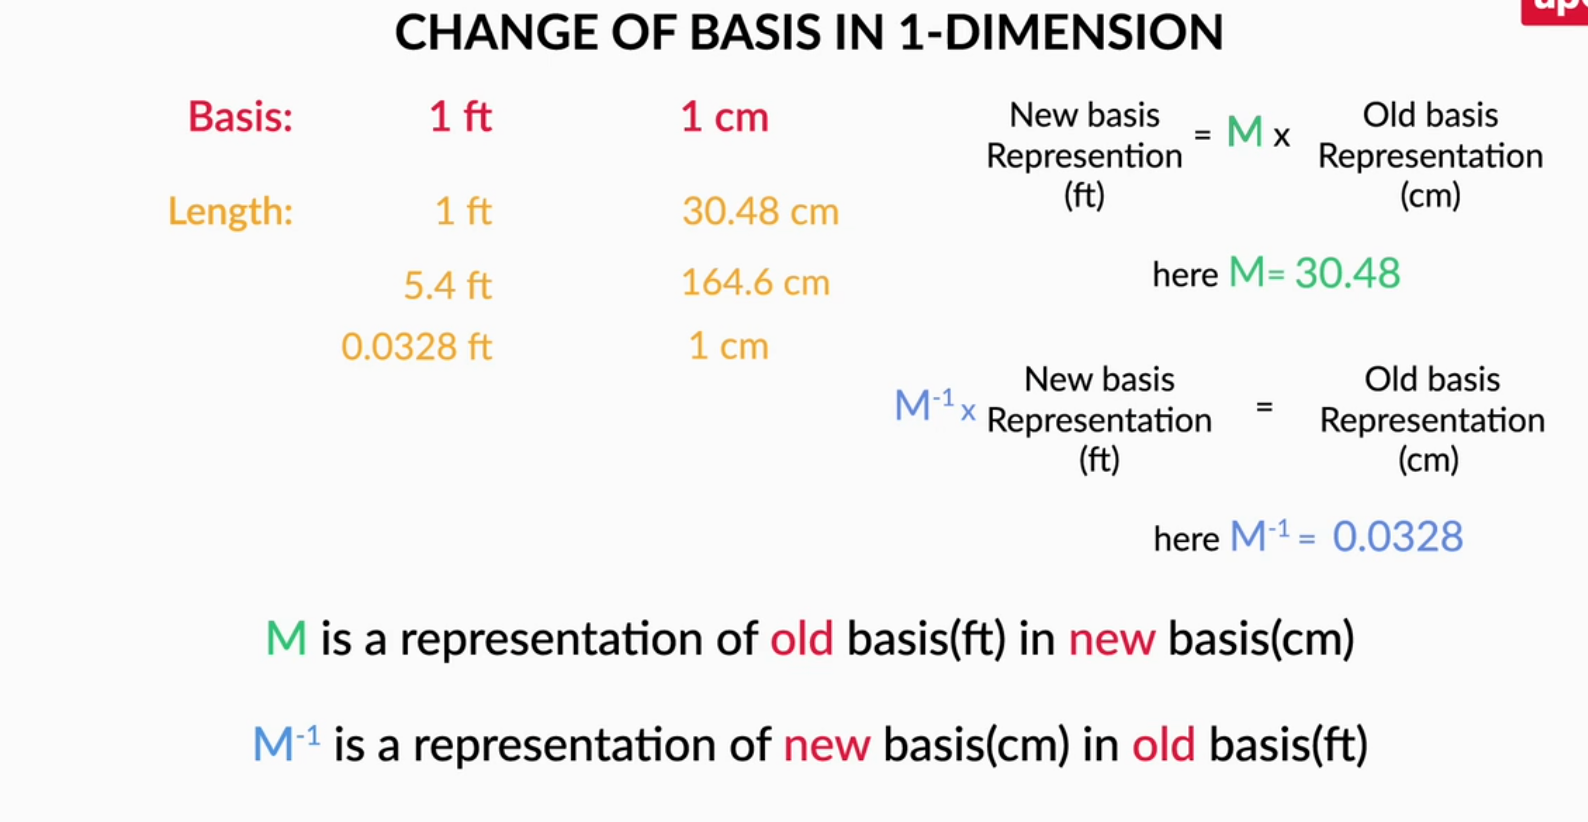 CHANGE OF BASIS IN 1-DIMENSION
Basis: 1 ft 1 cm
Length: 1 ft 30.48 cm
5.4 ft 164.6 cm
0.0328 ft 1 cm
New basis Represention (ft) = M x Old basis Representation (cm)
here M= 30.48
M⁻¹ x New basis Representation (ft) = Old basis Representation (cm)
here M⁻¹ = 0.0328
M is a representation of old basis(ft) in new basis(cm)
M⁻¹ is a representation of new basis(cm) in old basis(ft)